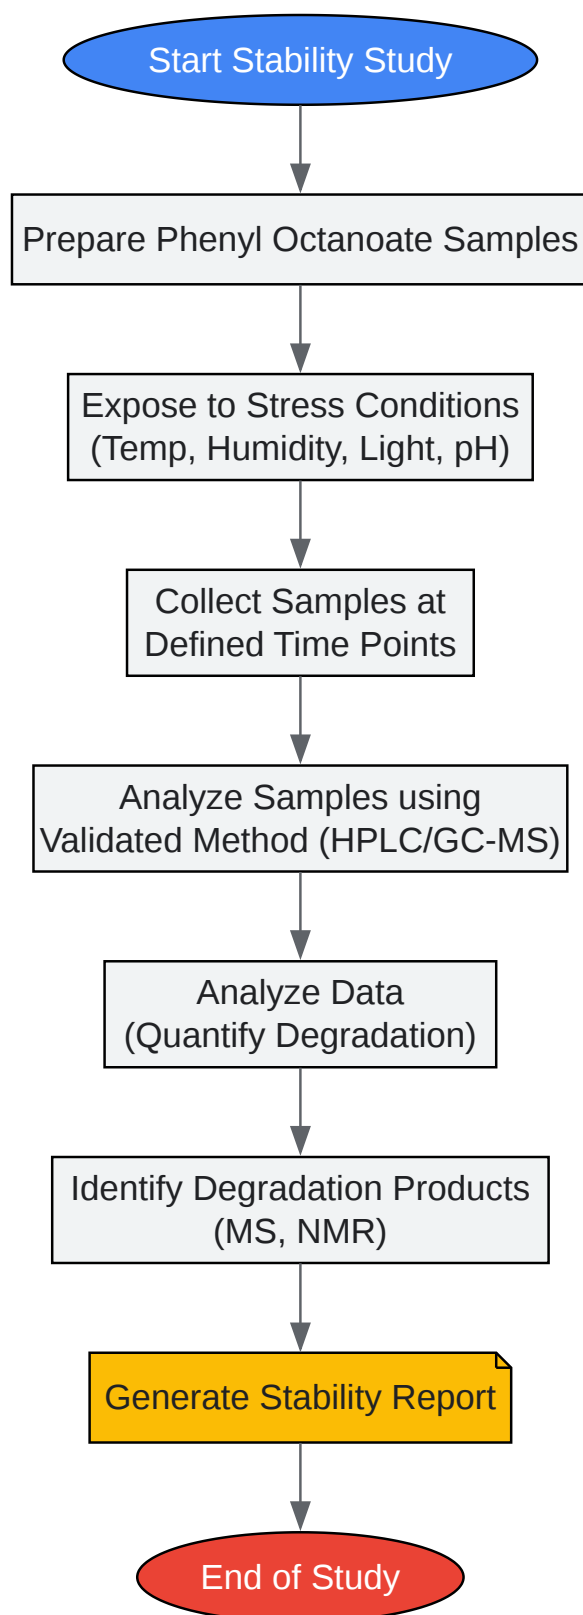 Start Stability Study
Prepare Phenyl Octanoate Samples
Expose to Stress Conditions
(Temp, Humidity, Light, pH)
Collect Samples at
Defined Time Points
Analyze Samples using
Validated Method (HPLC/GC-MS)
Analyze Data
(Quantify Degradation)
Identify Degradation Products
(MS, NMR)
Generate Stability Report
End of Study